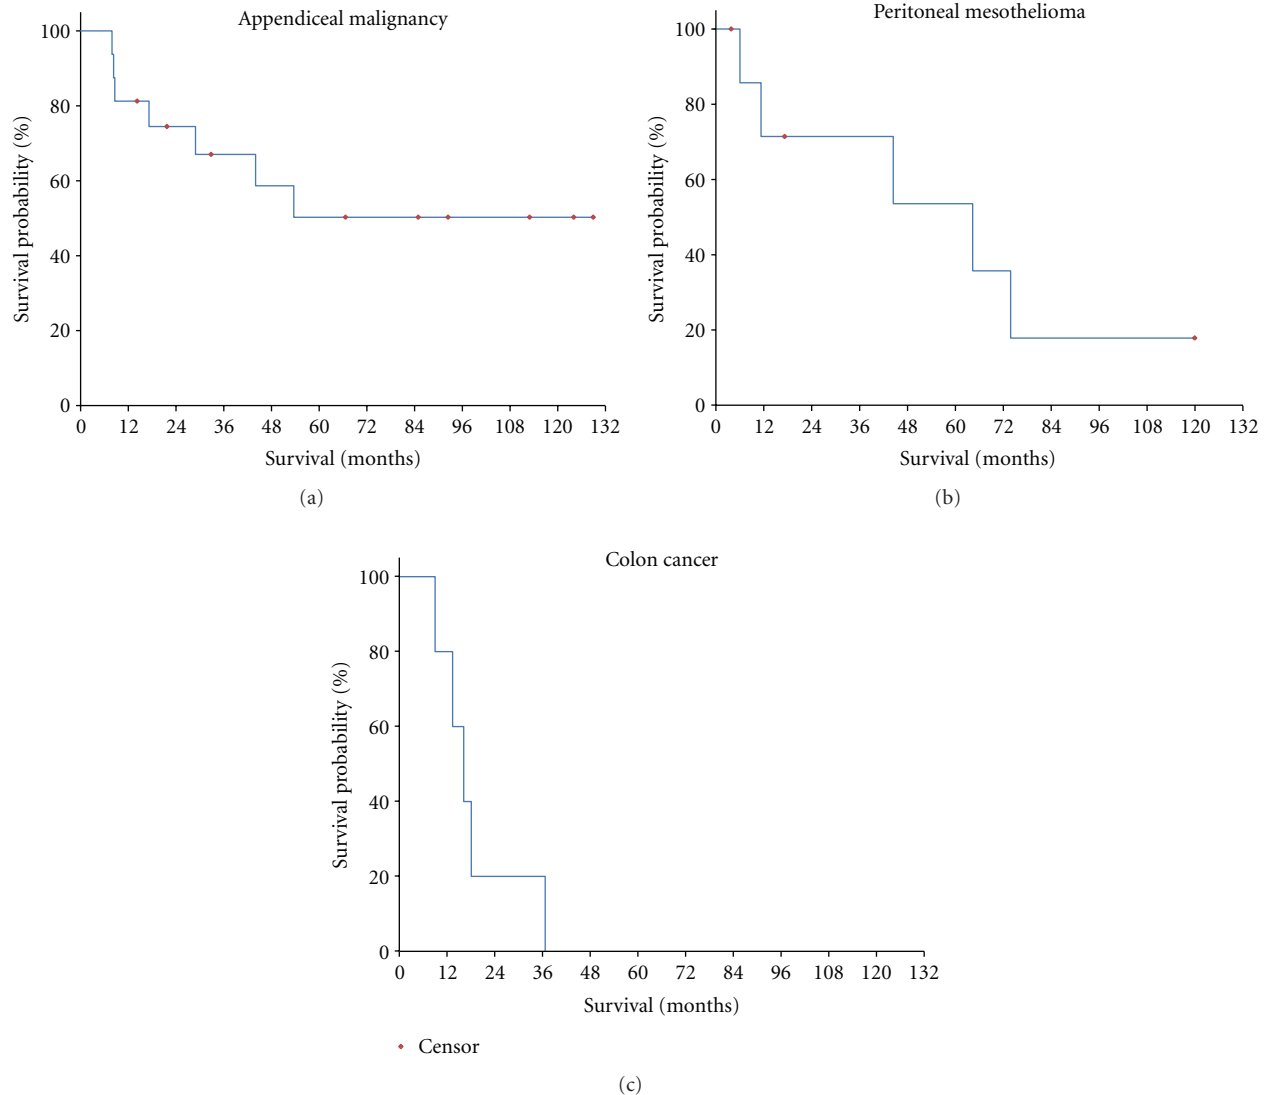 Appendiceal malignancy
100
80
60
40
20
0
Survival probability (%)
0 12 24 36 48 60 72 84 96 108 120 132
Survival (months)
(a)
Peritoneal mesothelioma
100
80
60
40
20
0
Survival probability (%)
0 12 24 36 48 60 72 84 96 108 120 132
Survival (months)
(b)
Colon cancer
100
80
60
40
20
0
Survival probability (%)
0 12 24 36 48 60 72 84 96 108 120 132
Survival (months)
Censor
(c)